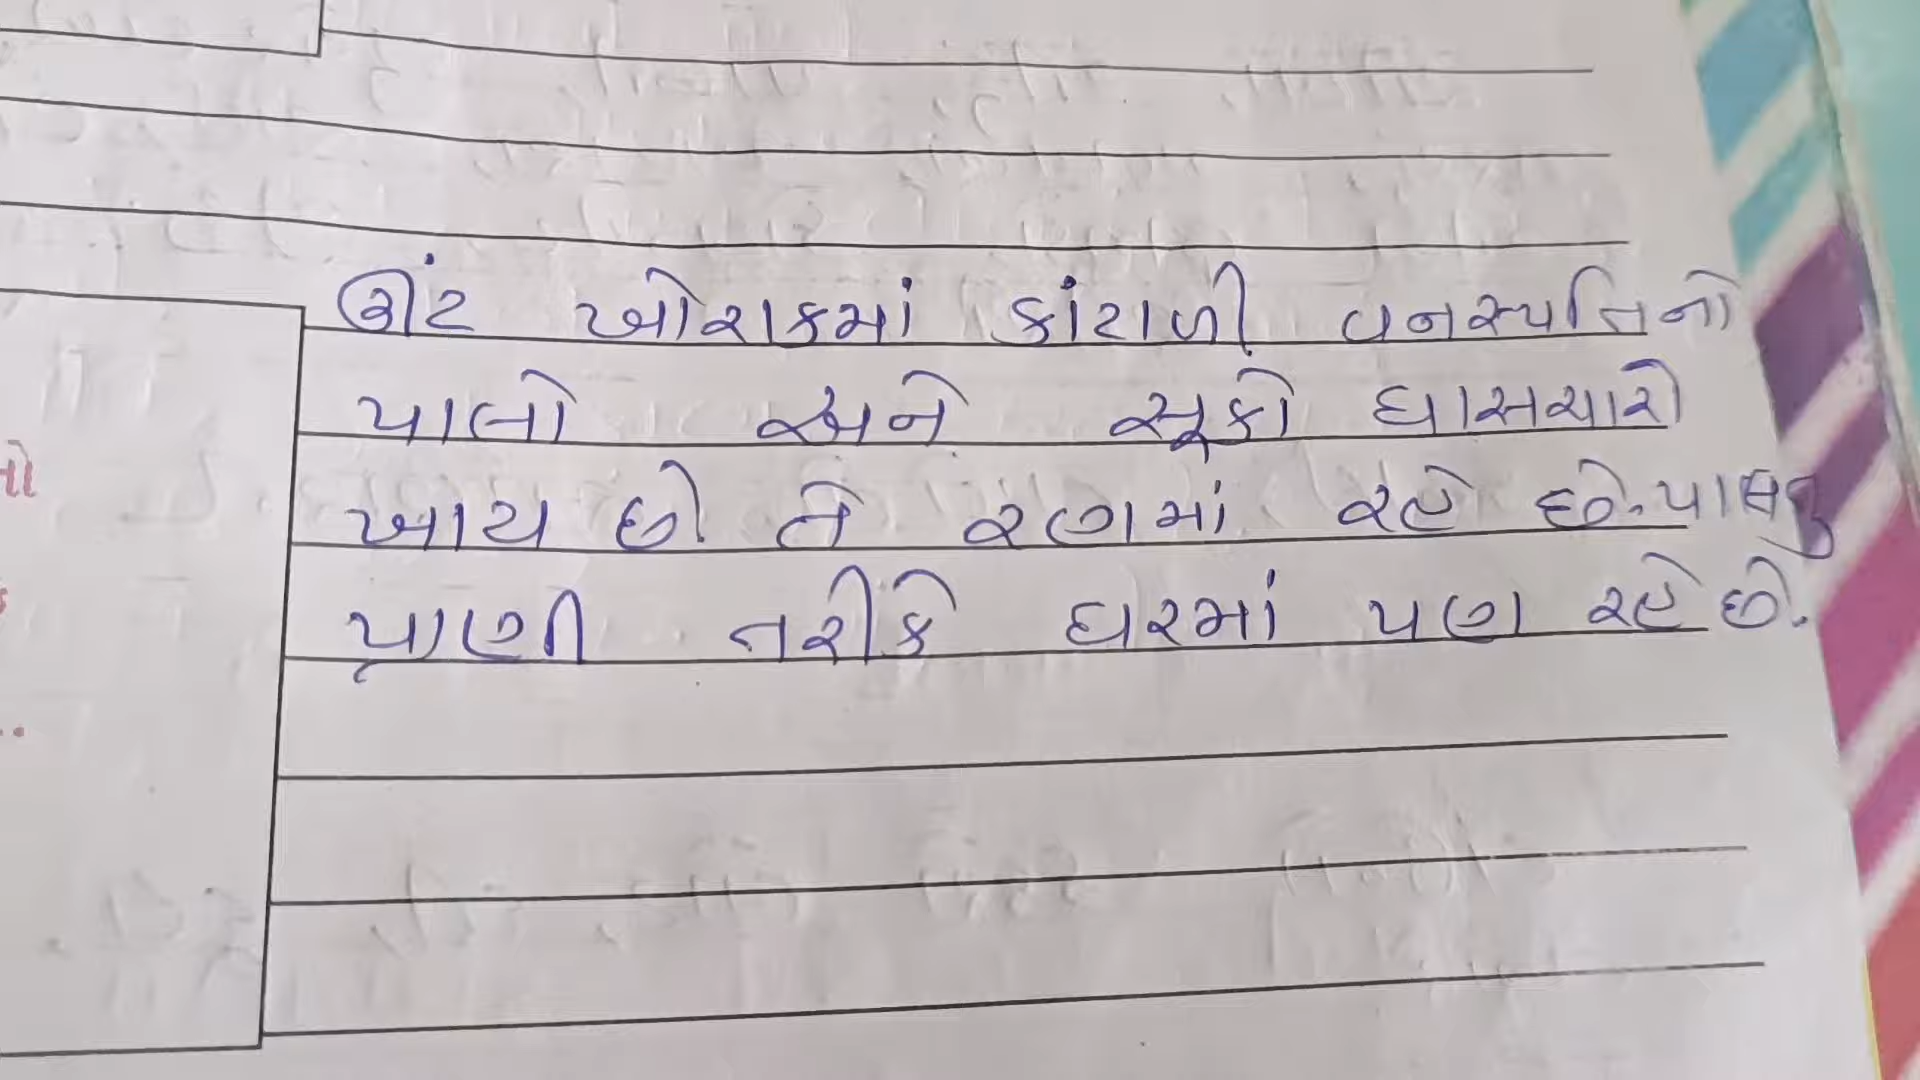 ઊંટ ખોરાકમાં કાંટાળી વનસ્પતિનો
પાલો અને સૂકો ઘાસચારો
ખાય છે તે રણમાં રહે છે. પાલતુ
પ્રાણી તરીકે ઘરમાં પણ રહે છે.